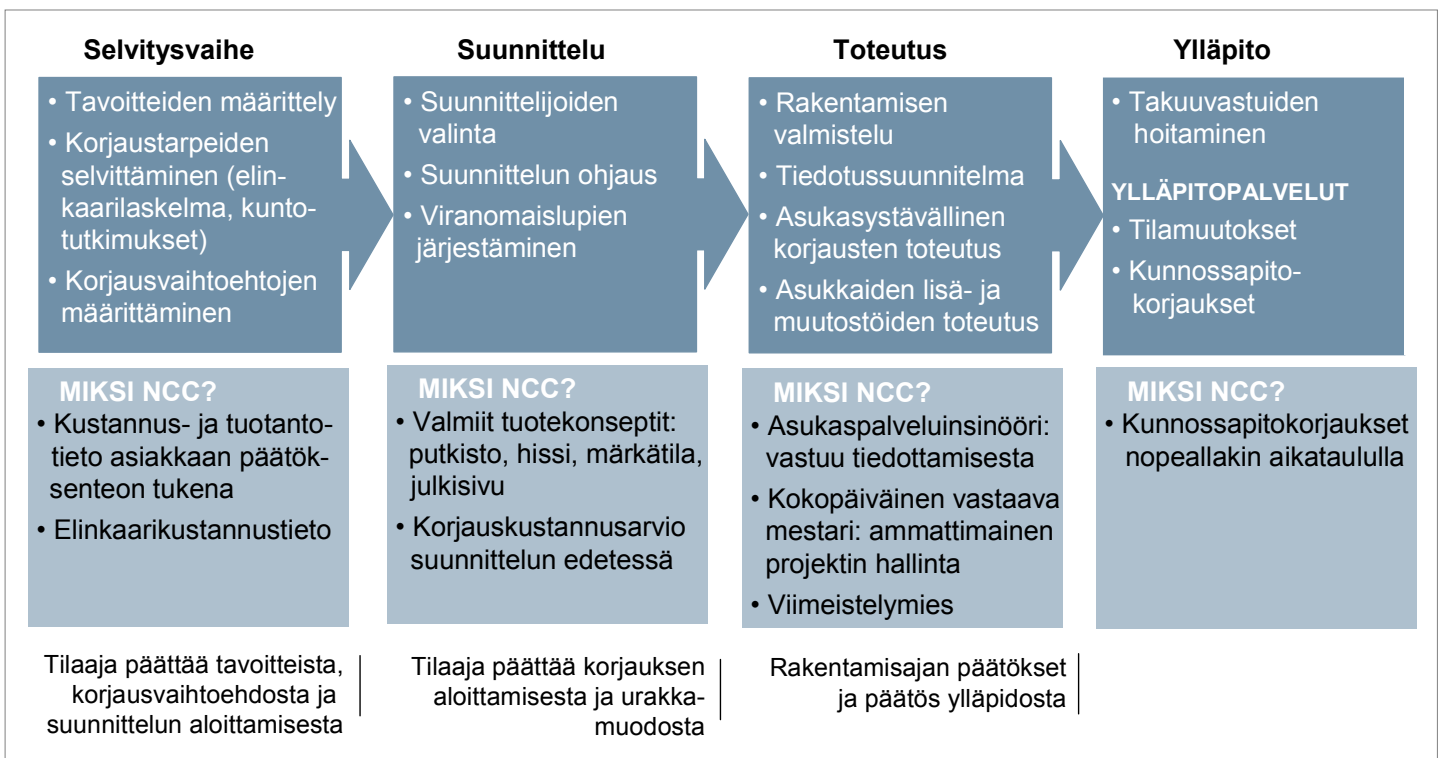 Selvitysvaihe
• Tavoitteiden määrittely
• Korjaustarpeiden
selvittäminen (elin-
kaarilaskelma, kunto-
tutkimukset)
• Korjausvaihtoehtojen
määrittäminen
MIKSI NCC?
• Kustannus- ja tuotanto-
tieto asiakkaan päätök-
senteon tukena
• Elinkaarikustannustieto
Tilaaja päättää tavoitteista,
korjausvaihtoehdosta ja
suunnittelun aloittamisesta
Suunnittelu
• Suunnittelijoiden
valinta
• Suunnittelun ohjaus
• Viranomaislupien
järjestäminen
MIKSI NCC?
• Valmiit tuotekonseptit:
putkisto, hissi, märkätila,
julkisivu
• Korjauskustannusarvio
suunnittelun edetessä
Tilaaja päättää korjauksen
aloittamisesta ja urakka-
muodosta
Toteutus
• Rakentamisen
valmistelu
• Tiedotussuunnitelma
• Asukasystävällinen
korjausten toteutus
• Asukkaiden lisä- ja
muutostöiden toteutus
MIKSI NCC?
• Asukaspalveluinsinööri:
vastuu tiedottamisesta
• Kokopäiväinen vastaava
mestari: ammattimainen
projektin hallinta
• Viimeistelymies
Rakentamisajan päätökset
ja päätös ylläpidosta
Ylläpito
• Takuuvastuiden
hoitaminen
YLLÄPITOPALVELUT
• Tilamuutokset
• Kunnossapito-
korjaukset
MIKSI NCC?
• Kunnossapitokorjaukset
nopeallakin aikataululla